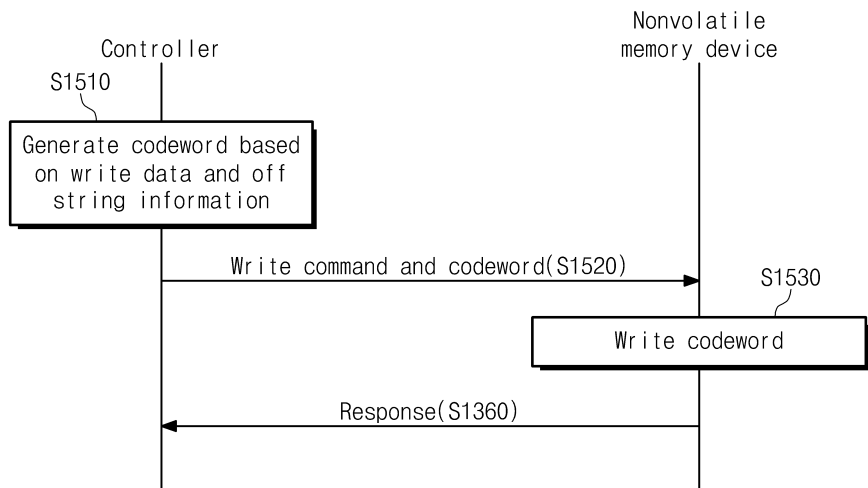 Controller
Nonvolatile
memory device
S1510
Generate codeword based
on write data and off
string information
Write command and codeword(S1520)
S1530
Write codeword
Response(S1360)